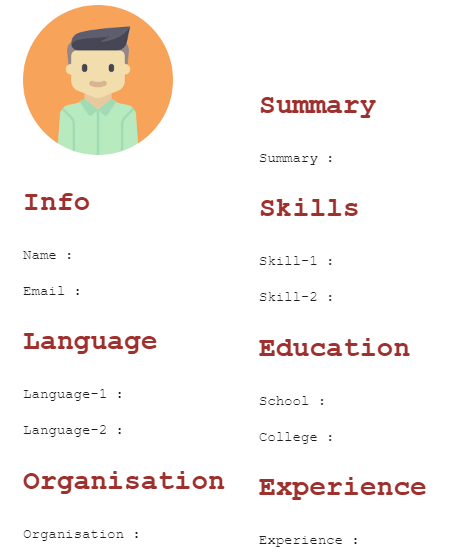 Info
Name :
Email :
Language
Language-1 :
Language-2 :
Organisation
Organisation :
Summary
Summary :
Skills
Skill-1 :
Skill-2 :
Education
School :
College :
Experience
Experience :